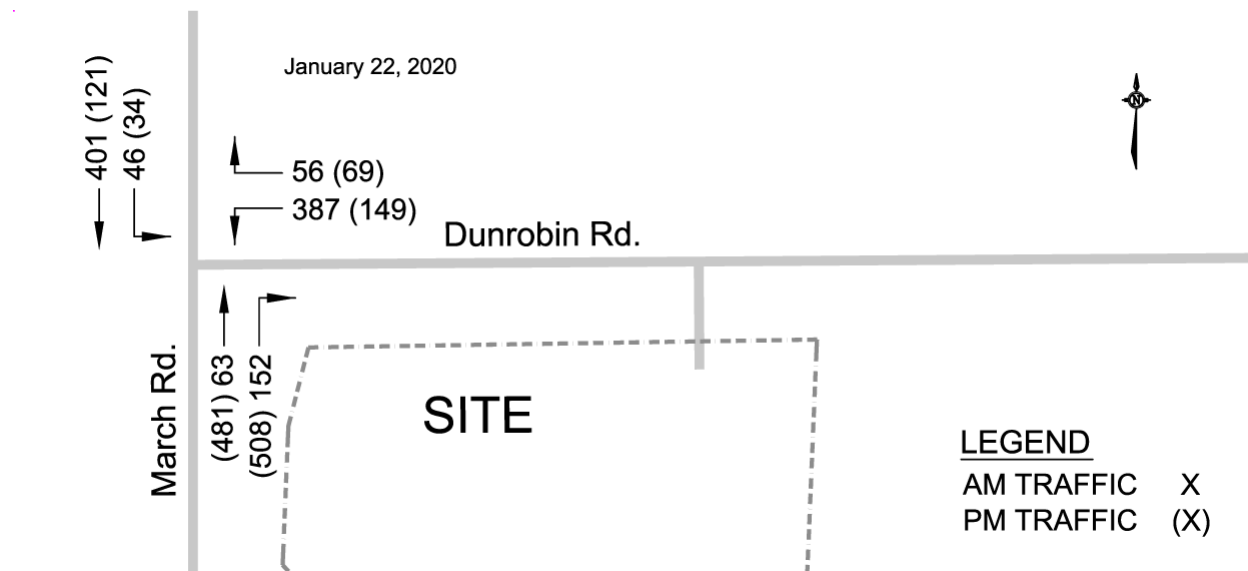 January 22, 2020
401 (121)
46 (34)
N
56 (69)
387 (149)
Dunrobin Rd.
March Rd.
(481) 63
(508) 152
SITE
LEGEND
AM TRAFFIC X
PM TRAFFIC (X)